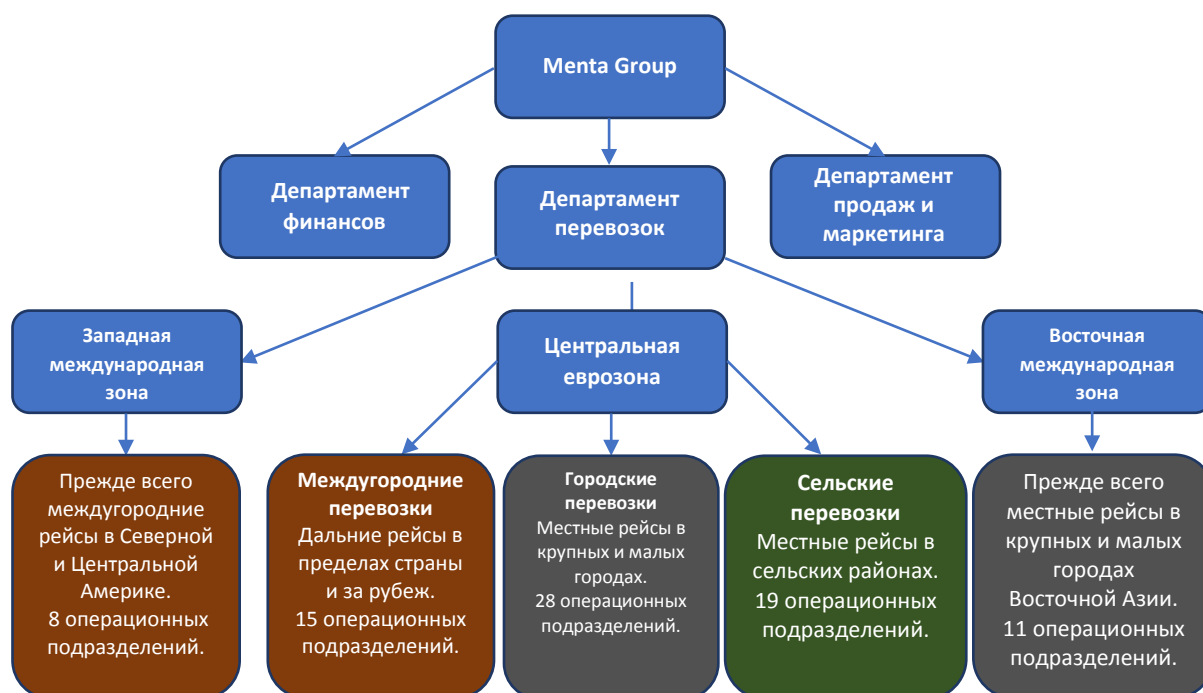 Menta Group
Департамент
финансов
Департамент
перевозок
Департамент
продаж и
маркетинга
Западная
международная
зона
Центральная
еврозона
Восточная
международная
зона
Прежде всего
междугородние
рейсы в Северной
и Центральной
Америке.
8 операционных
подразделений.
Междугородние
перевозки
Дальние рейсы в
пределах страны
и за рубеж.
15 операционных
подразделений.
Городские
перевозки
Местные рейсы в
крупных и малых
городах.
28 операционных
подразделений.
Сельские
перевозки
Местные рейсы в
сельских районах.
19 операционных
подразделений.
Прежде всего
местные рейсы в
крупных и малых
городах
Восточной Азии.
11 операционных
подразделений.